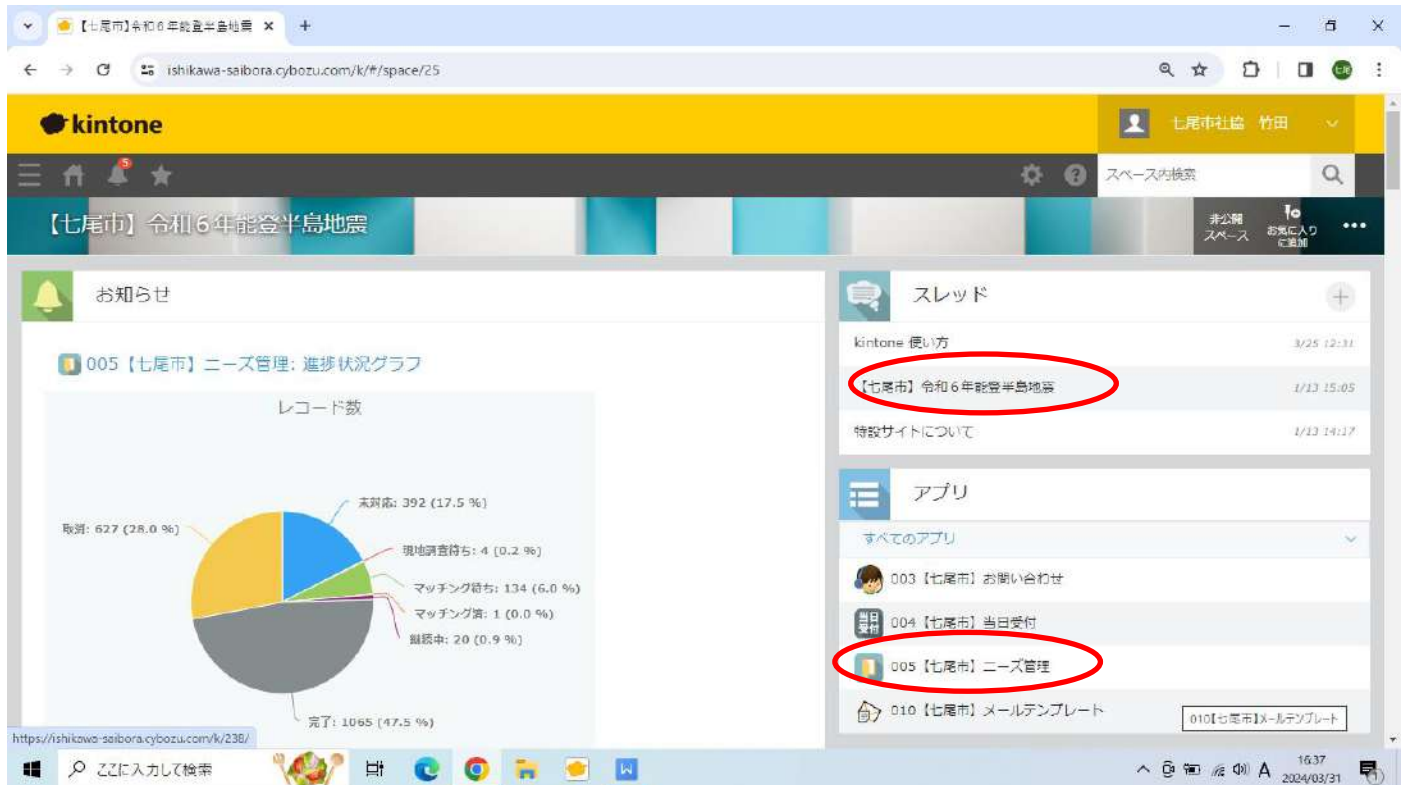 【七尾市】令和6年能登半島地震
ishikawa-saibora.cybozu.com/k/#/space/25
七尾
kintone
七尾市社協 竹田
5
スペース内検索
【七尾市】令和6年能登半島地震
非公開
スペース
お気に入り
に追加
お知らせ
005【七尾市】ニーズ管理: 進捗状況グラフ
レコード数
未対応: 392 (17.5 %)
取消: 627 (28.0 %)
現地調査待ち: 4 (0.2 %)
マッチング待ち: 134 (6.0 %)
マッチング済: 1 (0.0 %)
継続中: 20 (0.9 %)
完了: 1065 (47.5 %)
スレッド
kintone 使い方 3/25 12:31
【七尾市】令和6年能登半島地震 1/13 15:05
特設サイトについて 1/13 14:17
アプリ
すべてのアプリ
003【七尾市】お問い合わせ
当日
受付
004【七尾市】当日受付
005【七尾市】ニーズ管理
010【七尾市】メールテンプレート
010【七尾市】メールテンプレート
https://ishikawa-saibora.cybozu.com/k/238/
ここに入力して検索
A
16:37
2024/03/31
1